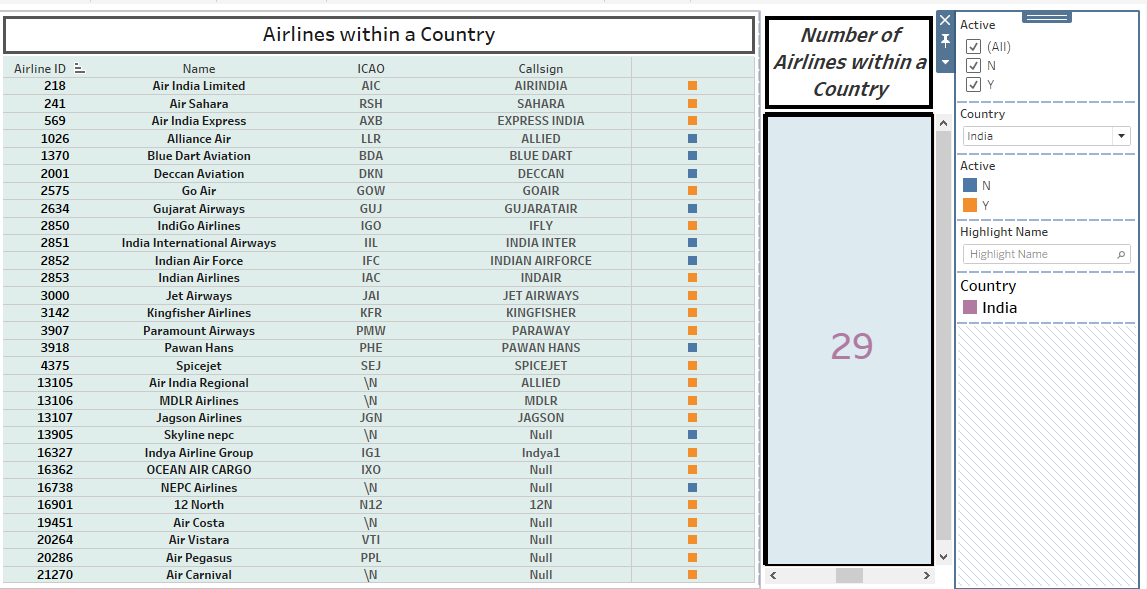 Airlines within a Country
Airline ID Name ICAO Callsign
218 Air India Limited AIC AIRINDIA
241 Air Sahara RSH SAHARA
569 Air India Express AXB EXPRESS INDIA
1026 Alliance Air LLR ALLIED
1370 Blue Dart Aviation BDA BLUE DART
2001 Deccan Aviation DKN DECCAN
2575 Go Air GOW GOAIR
2634 Gujarat Airways GUJ GUJARATAIR
2850 IndiGo Airlines IGO IFLY
2851 India International Airways IIL INDIA INTER
2852 Indian Air Force IFC INDIAN AIRFORCE
2853 Indian Airlines IAC INDAIR
3000 Jet Airways JAI JET AIRWAYS
3142 Kingfisher Airlines KFR KINGFISHER
3907 Paramount Airways PMW PARAWAY
3918 Pawan Hans PHE PAWAN HANS
4375 Spicejet SEJ SPICEJET
13105 Air India Regional \N ALLIED
13106 MDLR Airlines \N MDLR
13107 Jagson Airlines JGN JAGSON
13905 Skyline nepc \N Null
16327 Indya Airline Group IG1 Indya1
16362 OCEAN AIR CARGO IXO Null
16738 NEPC Airlines \N Null
16901 12 North N12 12N
19451 Air Costa \N Null
20264 Air Vistara VTI Null
20286 Air Pegasus PPL Null
21270 Air Carnival \N Null
Number of
Airlines within a
Country
29
Active
(All)
N
Y
Country
India
Active
N
Y
Highlight Name
Highlight Name
Country
India